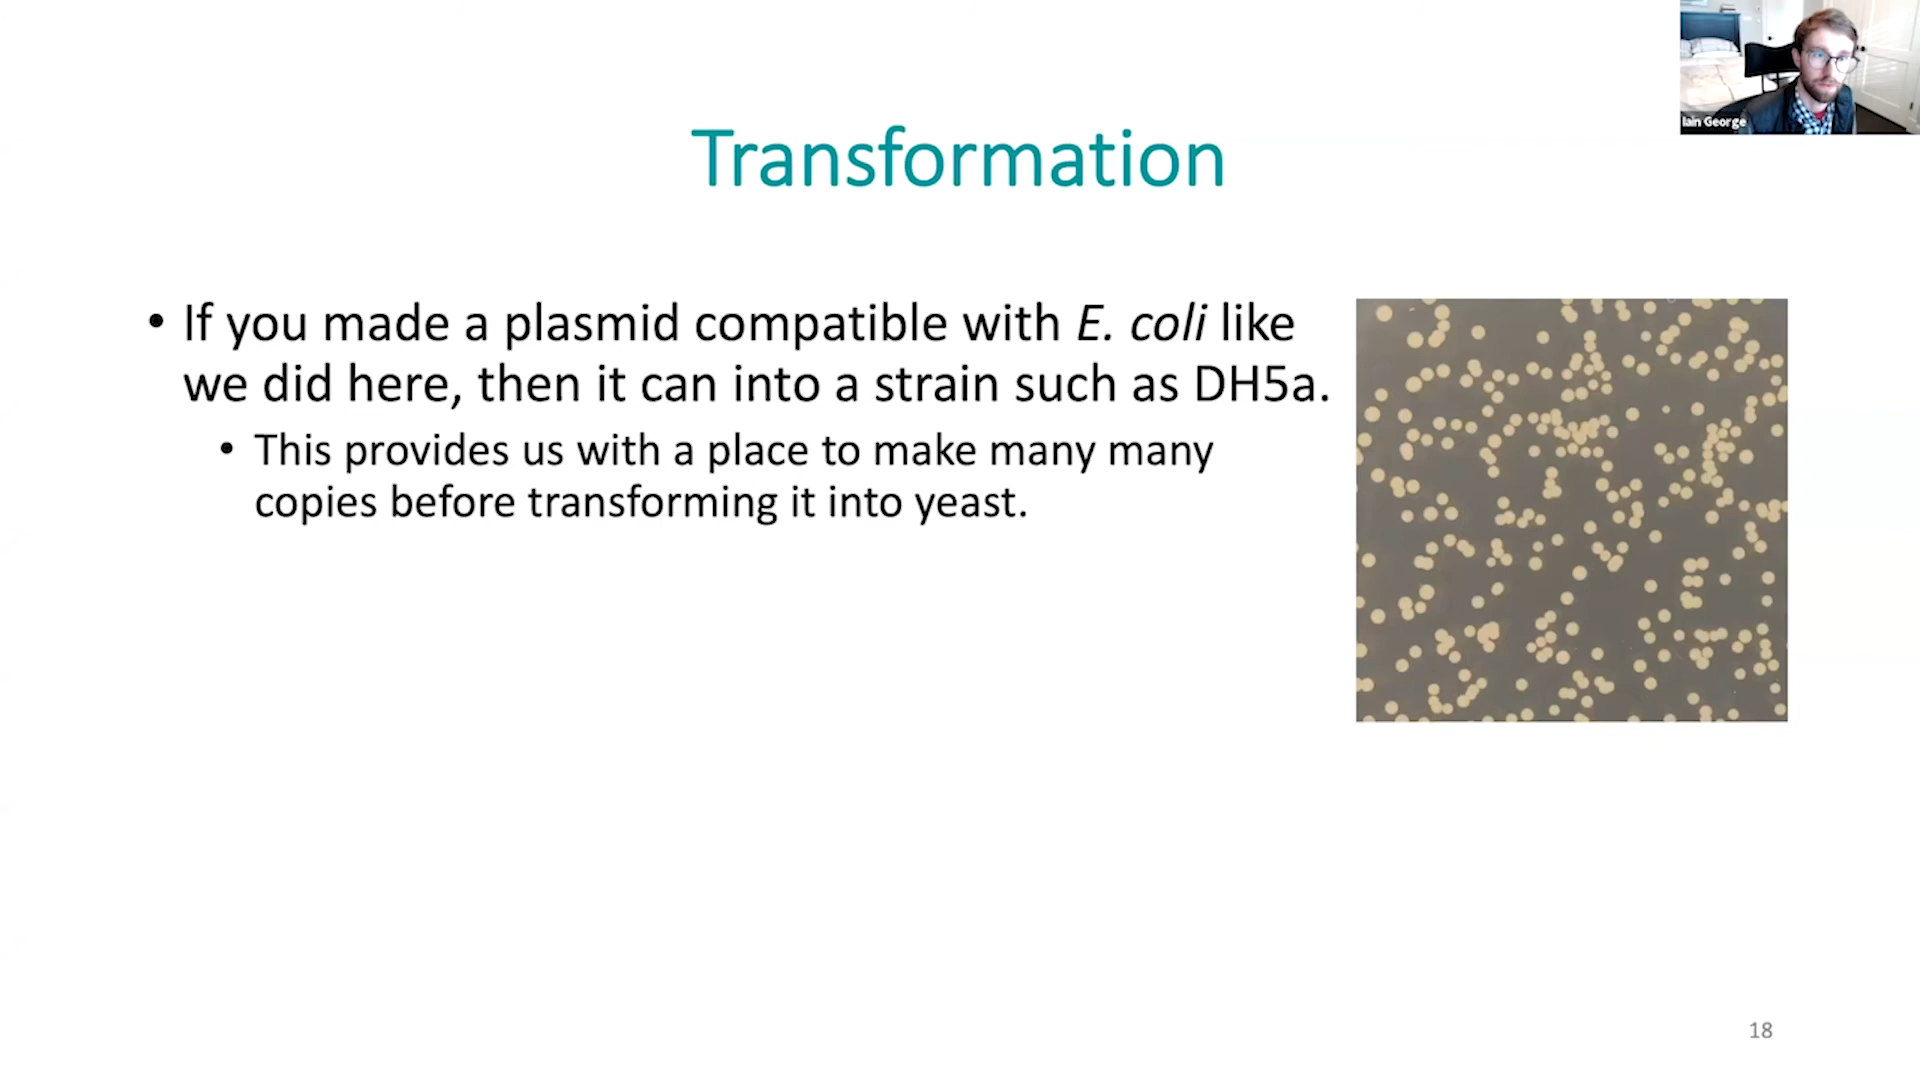 Iain George
Transformation
• If you made a plasmid compatible with E. coli like
we did here, then it can into a strain such as DH5a.
• This provides us with a place to make many many
copies before transforming it into yeast.
18